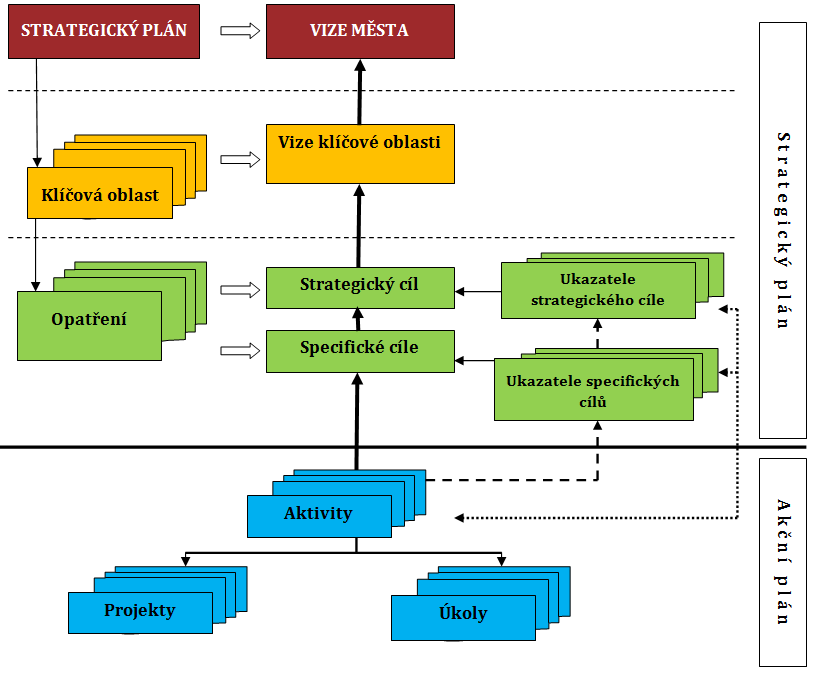 STRATEGICKÝ PLÁN
VIZE MĚSTA
Vize klíčové oblasti
Klíčová oblast
Strategický cíl
Ukazatele
strategického cíle
Opatření
Specifické cíle
Ukazatele specifických
cílů
Strategický plán
Aktivity
Projekty
Úkoly
Akční plán